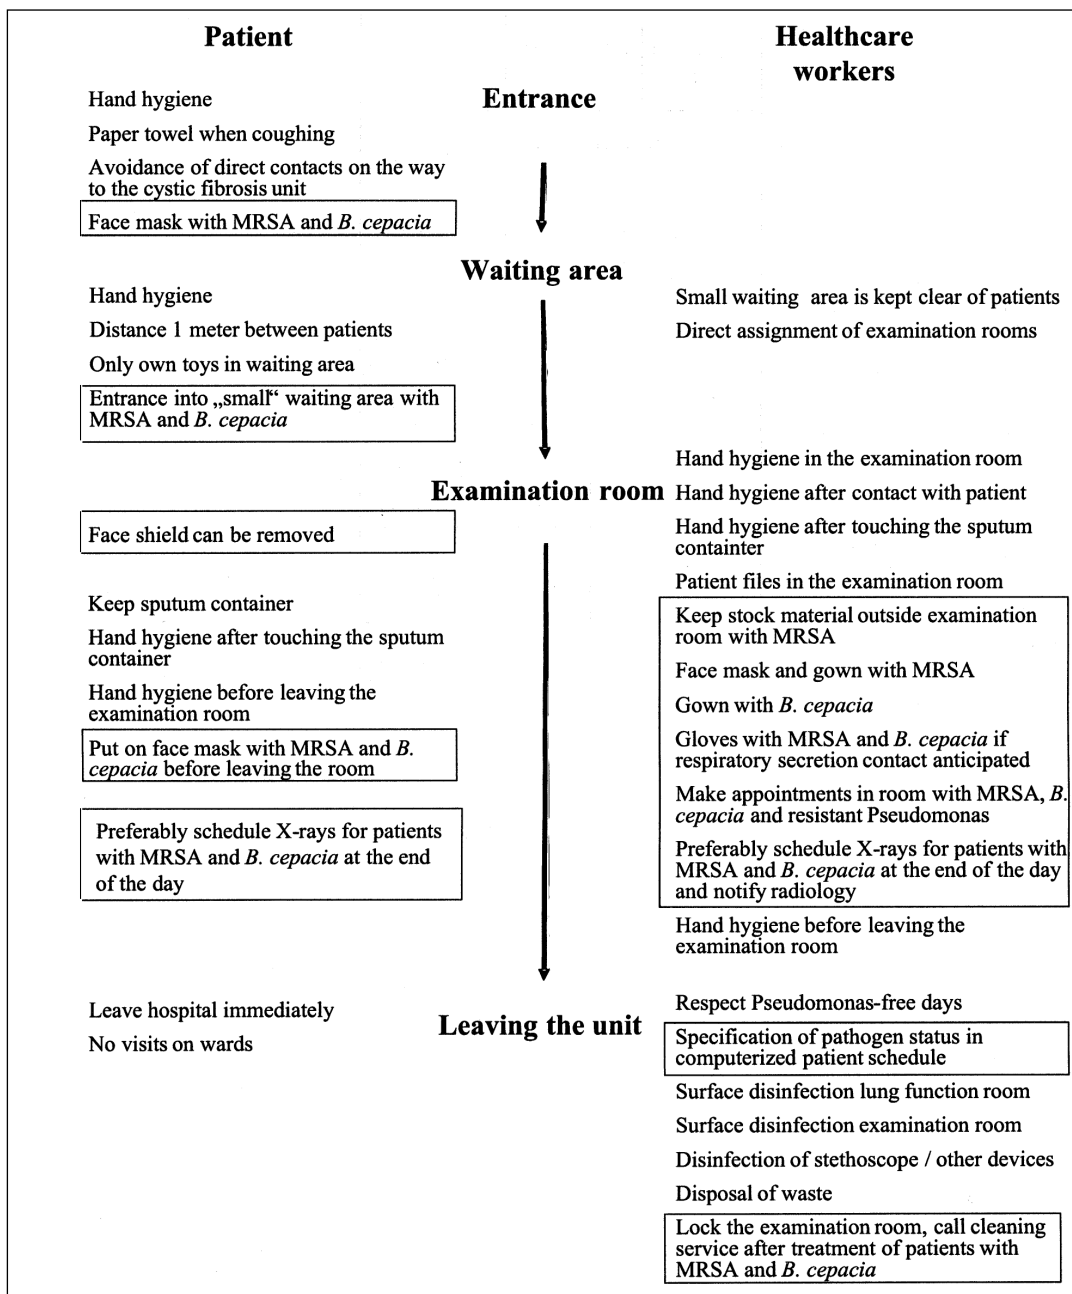 Patient
Healthcare
workers
Entrance
Hand hygiene
Paper towel when coughing
Avoidance of direct contacts on the way
to the cystic fibrosis unit
Face mask with MRSA and B. cepacia
Waiting area
Hand hygiene
Distance 1 meter between patients
Only own toys in waiting area
Entrance into „small“ waiting area with
MRSA and B. cepacia
Small waiting area is kept clear of patients
Direct assignment of examination rooms
Examination room
Face shield can be removed
Keep sputum container
Hand hygiene after touching the sputum
container
Hand hygiene before leaving the
examination room
Put on face mask with MRSA and B.
cepacia before leaving the room
Preferably schedule X-rays for patients
with MRSA and B. cepacia at the end
of the day
Hand hygiene in the examination room
Hand hygiene after contact with patient
Hand hygiene after touching the sputum
containter
Patient files in the examination room
Keep stock material outside examination
room with MRSA
Face mask and gown with MRSA
Gown with B. cepacia
Gloves with MRSA and B. cepacia if
respiratory secretion contact anticipated
Make appointments in room with MRSA, B.
cepacia and resistant Pseudomonas
Preferably schedule X-rays for patients with
MRSA and B. cepacia at the end of the day
and notify radiology
Hand hygiene before leaving the
examination room
Leaving the unit
Leave hospital immediately
No visits on wards
Respect Pseudomonas-free days
Specification of pathogen status in
computerized patient schedule
Surface disinfection lung function room
Surface disinfection examination room
Disinfection of stethoscope / other devices
Disposal of waste
Lock the examination room, call cleaning
service after treatment of patients with
MRSA and B. cepacia